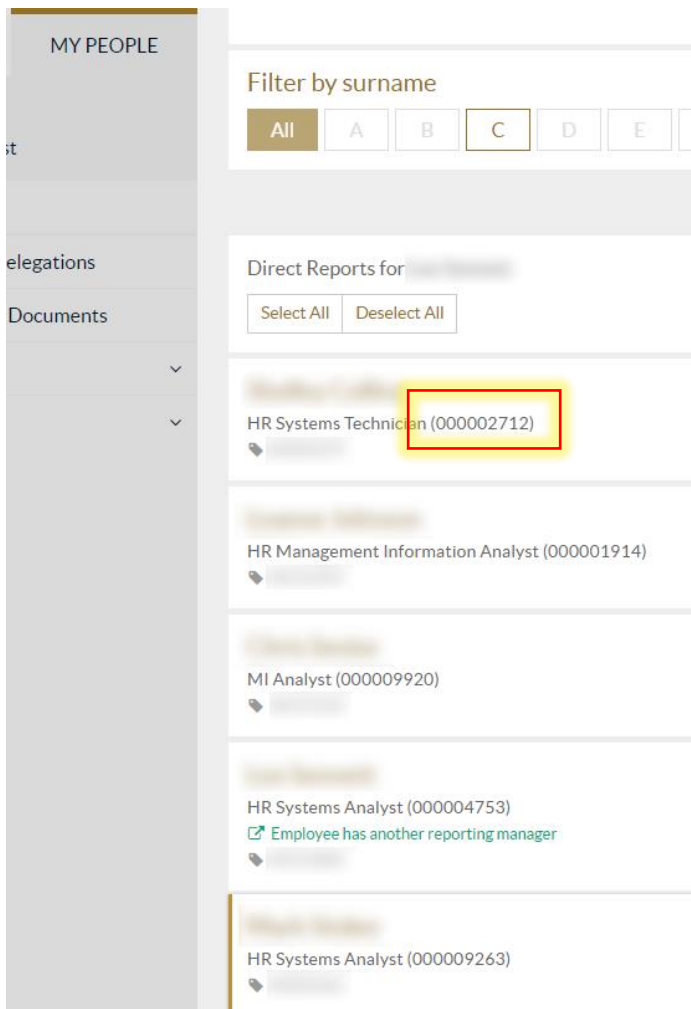 MY PEOPLE
st
elegations
Documents
Filter by surname
All A B C D E
Direct Reports for
Select All Deselect All
HR Systems Technician (000002712)
HR Management Information Analyst (000001914)
MI Analyst (000009920)
HR Systems Analyst (000004753)
Employee has another reporting manager
HR Systems Analyst (000009263)